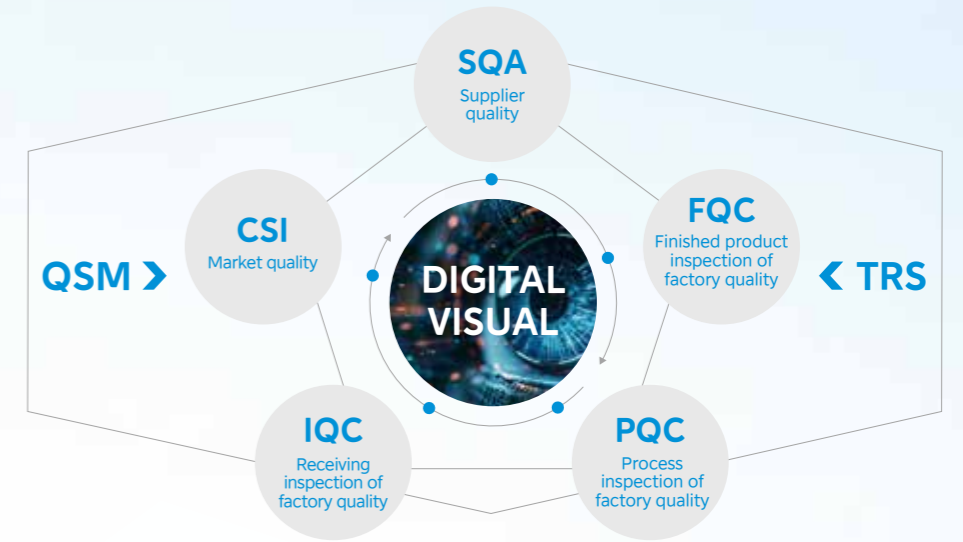 SQA
Supplier
quality
CSI
Market quality
FQC
Finished product
inspection of
factory quality
QSM
DIGITAL
VISUAL
TRS
IQC
Receiving
inspection of
factory quality
PQC
Process
inspection of
factory quality